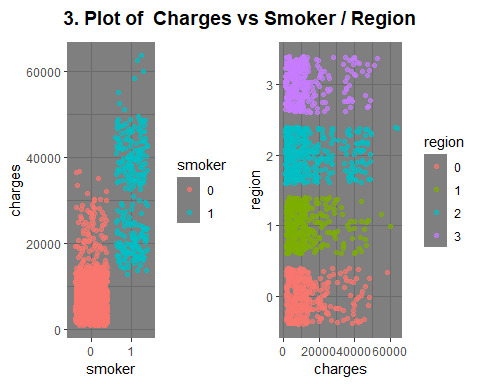 3. Plot of  Charges vs Smoker / Region
charges
60000
40000
20000
0
0 1
smoker
smoker
0
1
region
3
2
1
0
0 20000 40000 60000
charges
region
0
1
2
3